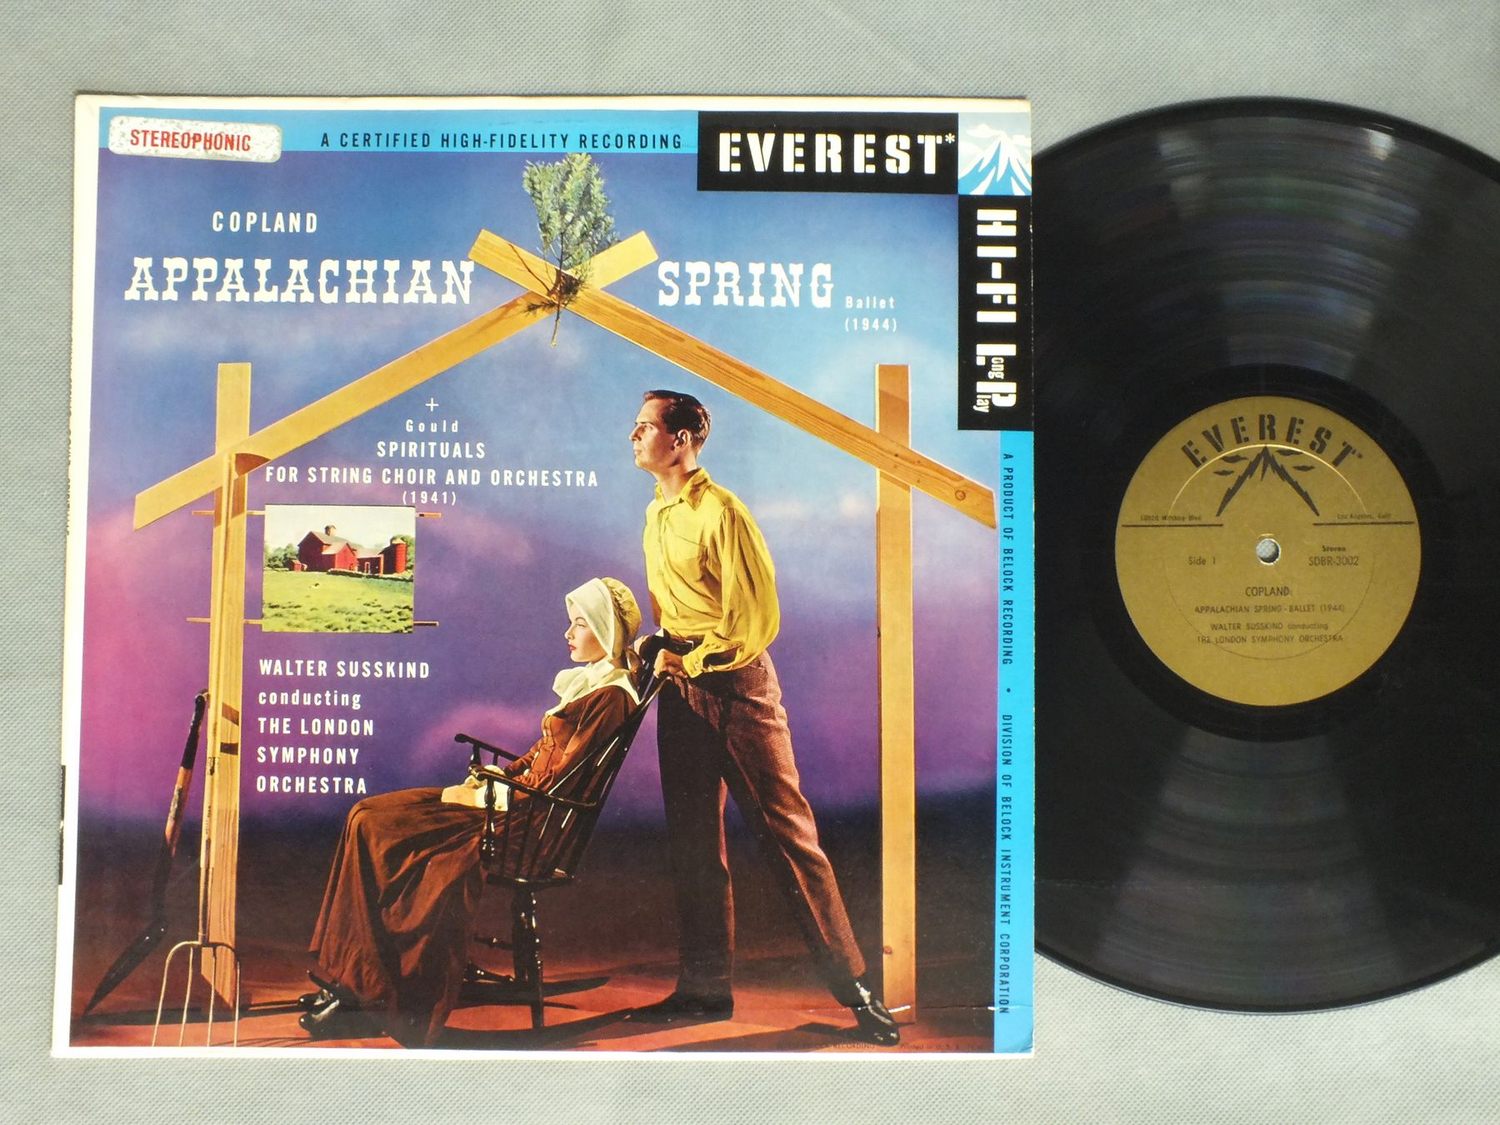 STEREOPHONIC
A CERTIFIED HIGH-FIDELITY RECORDING
EVEREST*
HI-FI Long Play
COPLAND
APPALACHIAN SPRING
Ballet
(1944)
+
Gould
SPIRITUALS
FOR STRING CHOIR AND ORCHESTRA
(1941)
WALTER SUSSKIND
conducting
THE LONDON
SYMPHONY
ORCHESTRA
A PRODUCT OF BELOCK RECORDING • DIVISION OF BELOCK INSTRUMENT CORPORATION
EVEREST
Los Angeles, Calif
Side 1
Stereo
SDBR-3002
COPLAND:
APPALACHIAN SPRING-BALLET (1944)
WALTER SUSSKIND conducting
THE LONDON SYMPHONY ORCHESTRA